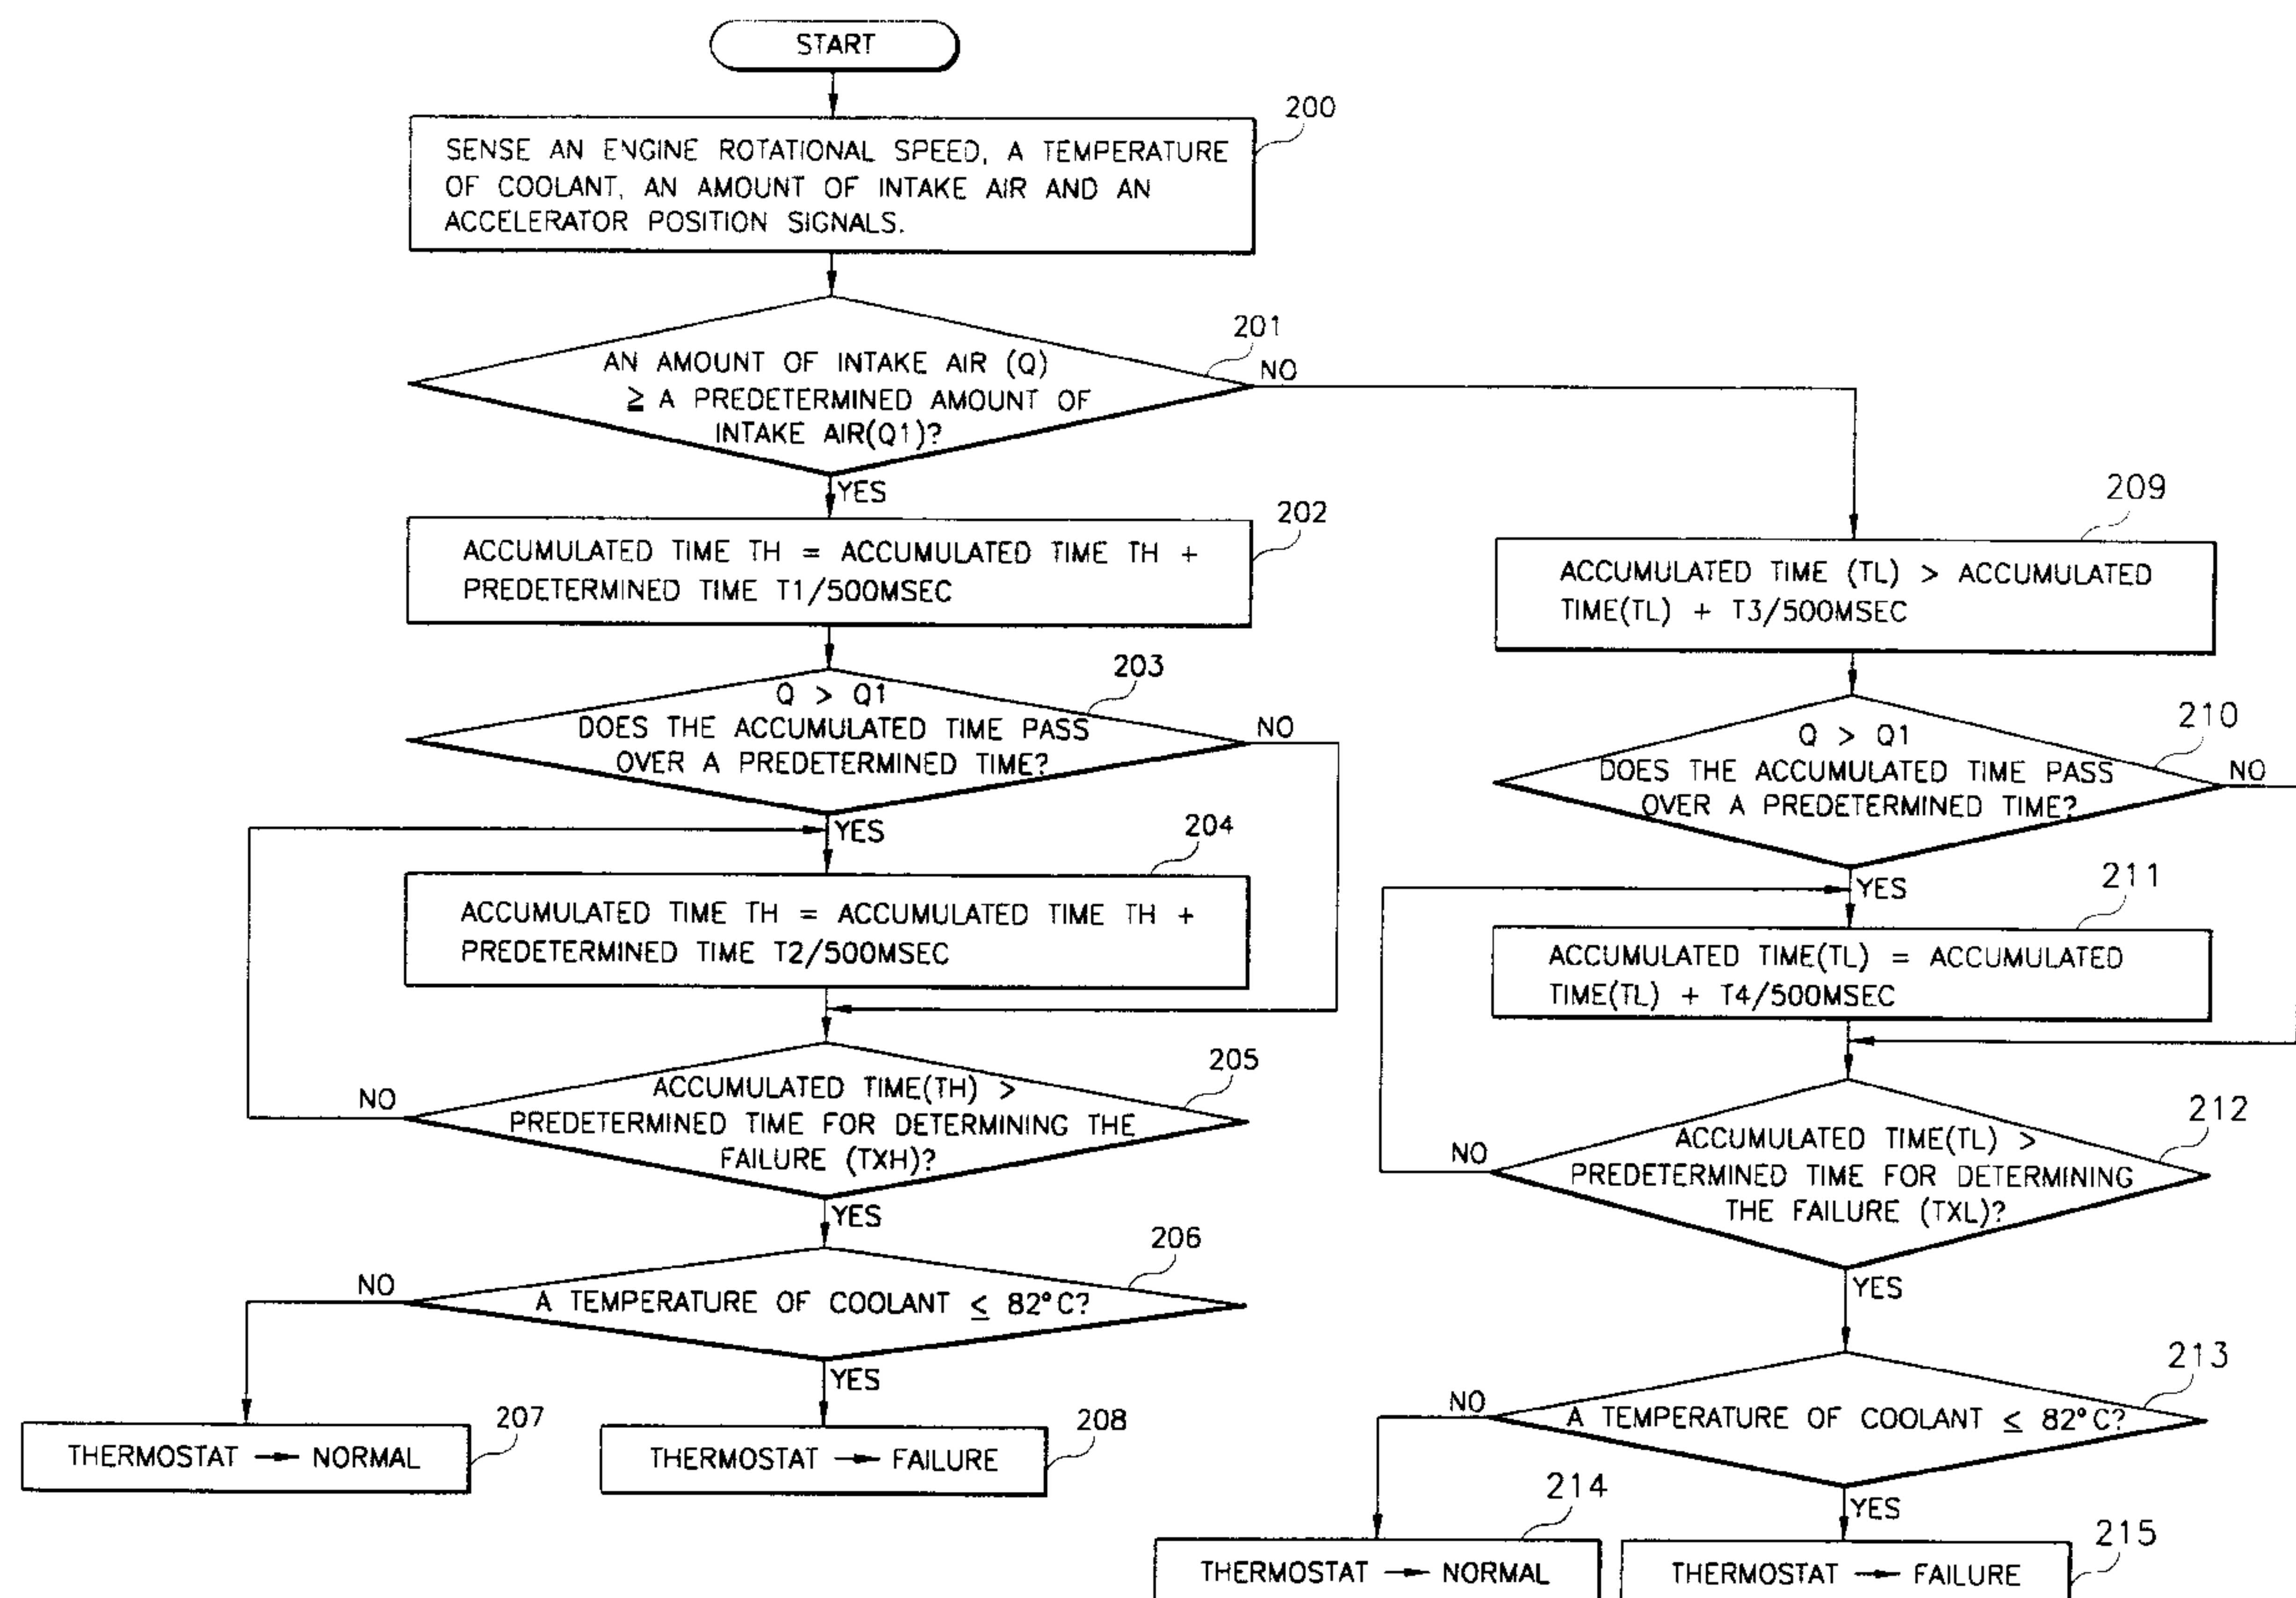 START
200
SENSE AN ENGINE ROTATIONAL SPEED, A TEMPERATURE
OF COOLANT, AN AMOUNT OF INTAKE AIR AND AN
ACCELERATOR POSITION SIGNALS.
201
AN AMOUNT OF INTAKE AIR (Q)
≧ A PREDETERMINED AMOUNT OF
INTAKE AIR(Q1)?
NO
YES
202
ACCUMULATED TIME TH = ACCUMULATED TIME TH +
PREDETERMINED TIME T1/500MSEC
203
Q > Q1
DOES THE ACCUMULATED TIME PASS
OVER A PREDETERMINED TIME?
NO
YES
204
ACCUMULATED TIME TH = ACCUMULATED TIME TH +
PREDETERMINED TIME T2/500MSEC
205
ACCUMULATED TIME(TH) >
PREDETERMINED TIME FOR DETERMINING THE
FAILURE (TXH)?
NO
YES
206
A TEMPERATURE OF COOLANT ≤ 82°C?
NO
YES
207
THERMOSTAT → NORMAL
208
THERMOSTAT → FAILURE
209
ACCUMULATED TIME (TL) > ACCUMULATED
TIME(TL) + T3/500MSEC
210
Q > Q1
DOES THE ACCUMULATED TIME PASS
OVER A PREDETERMINED TIME?
NO
YES
211
ACCUMULATED TIME(TL) = ACCUMULATED
TIME(TL) + T4/500MSEC
212
ACCUMULATED TIME(TL) >
PREDETERMINED TIME FOR DETERMINING
THE FAILURE (TXL)?
NO
YES
213
A TEMPERATURE OF COOLANT ≤ 82°C?
NO
YES
214
THERMOSTAT → NORMAL
215
THERMOSTAT → FAILURE